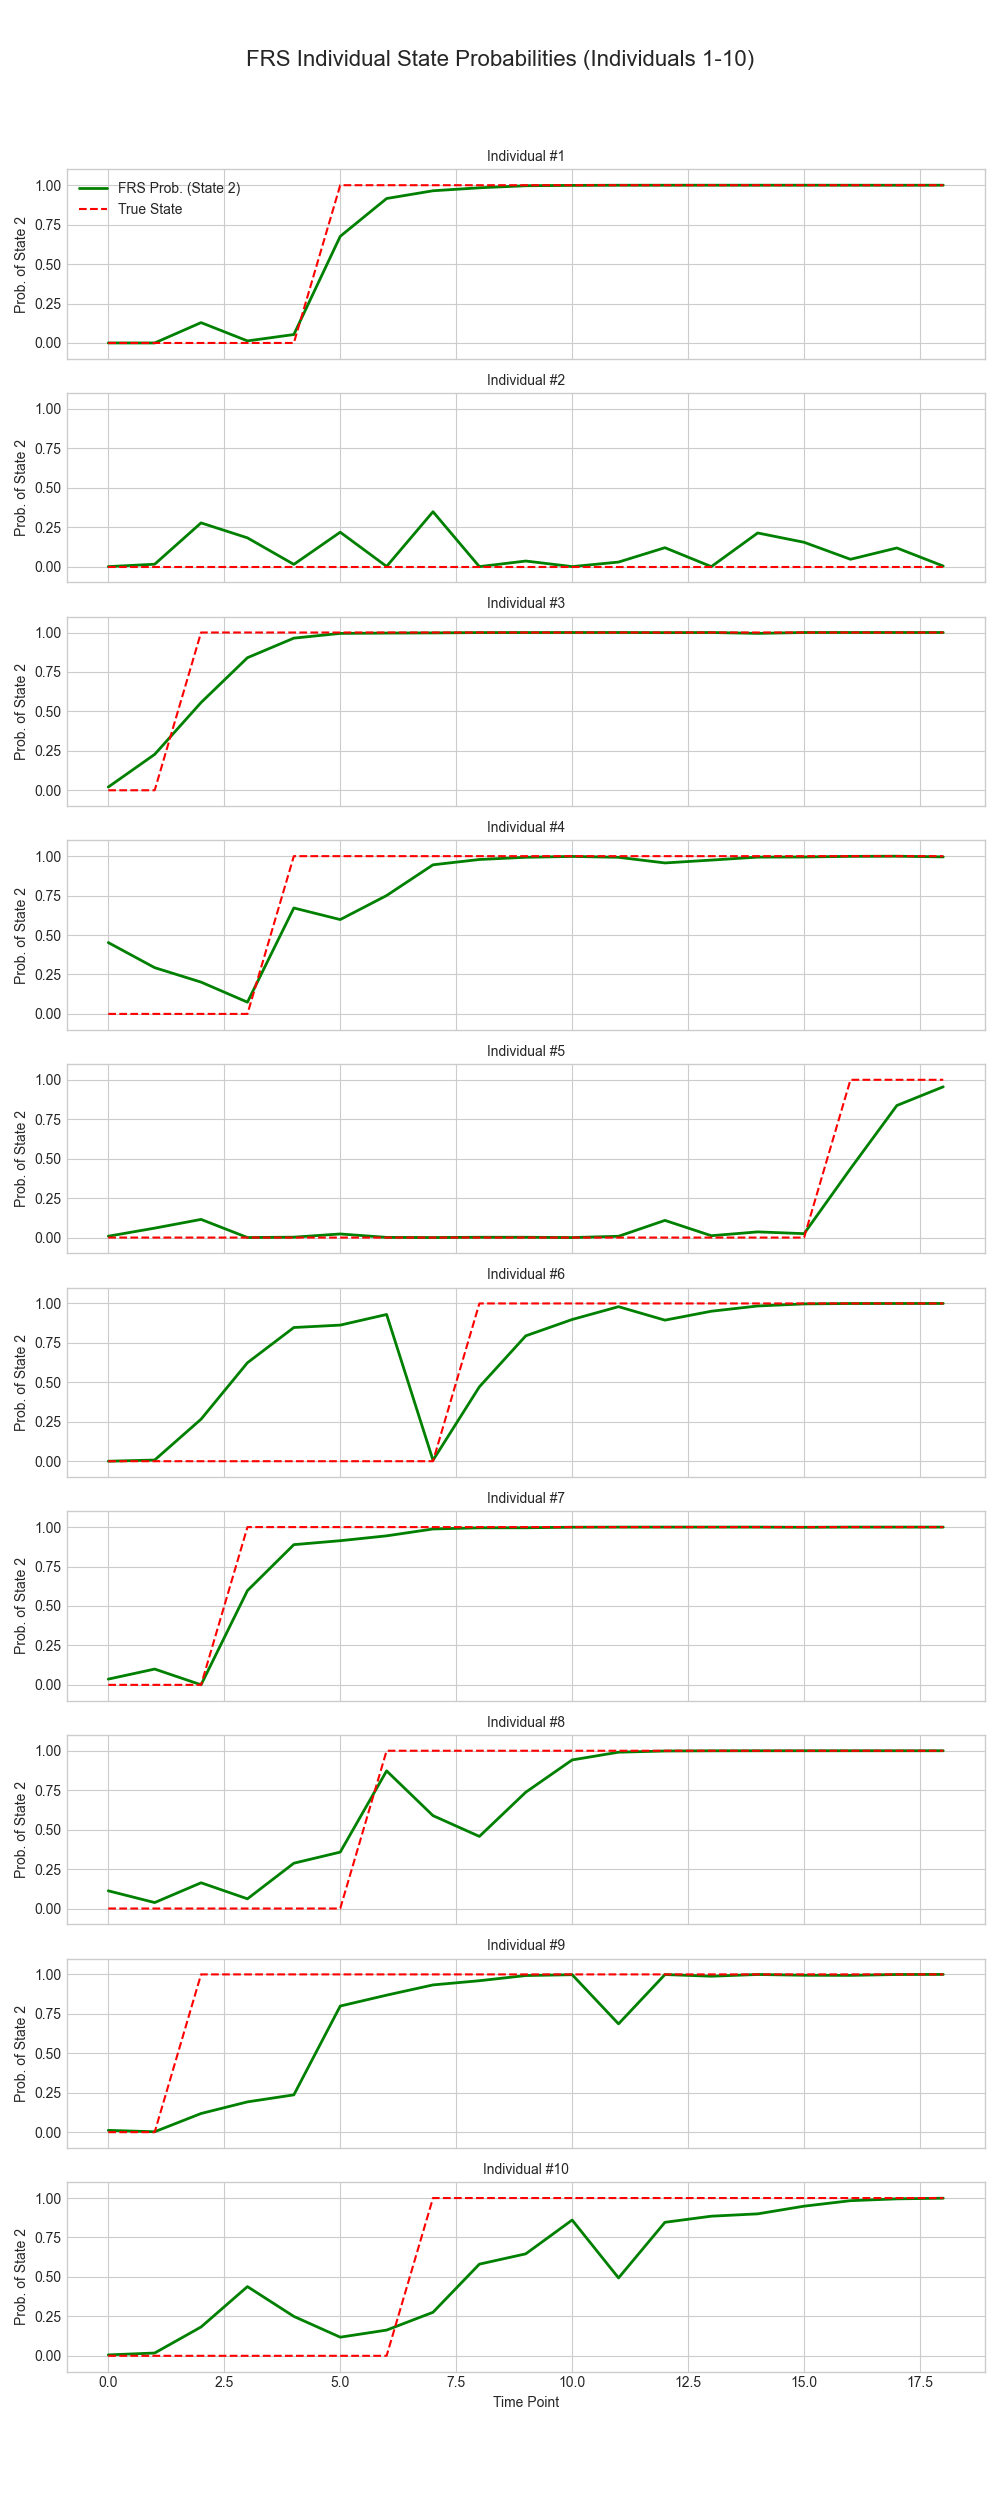 FRS Individual State Probabilities (Individuals 1-10)
Individual #1
FRS Prob. (State 2)
True State
Prob. of State 2
1.00
0.75
0.50
0.25
0.00
Individual #2
Prob. of State 2
1.00
0.75
0.50
0.25
0.00
Individual #3
Prob. of State 2
1.00
0.75
0.50
0.25
0.00
Individual #4
Prob. of State 2
1.00
0.75
0.50
0.25
0.00
Individual #5
Prob. of State 2
1.00
0.75
0.50
0.25
0.00
Individual #6
Prob. of State 2
1.00
0.75
0.50
0.25
0.00
Individual #7
Prob. of State 2
1.00
0.75
0.50
0.25
0.00
Individual #8
Prob. of State 2
1.00
0.75
0.50
0.25
0.00
Individual #9
Prob. of State 2
1.00
0.75
0.50
0.25
0.00
Individual #10
Prob. of State 2
1.00
0.75
0.50
0.25
0.00
0.0 2.5 5.0 7.5 10.0 12.5 15.0 17.5
Time Point